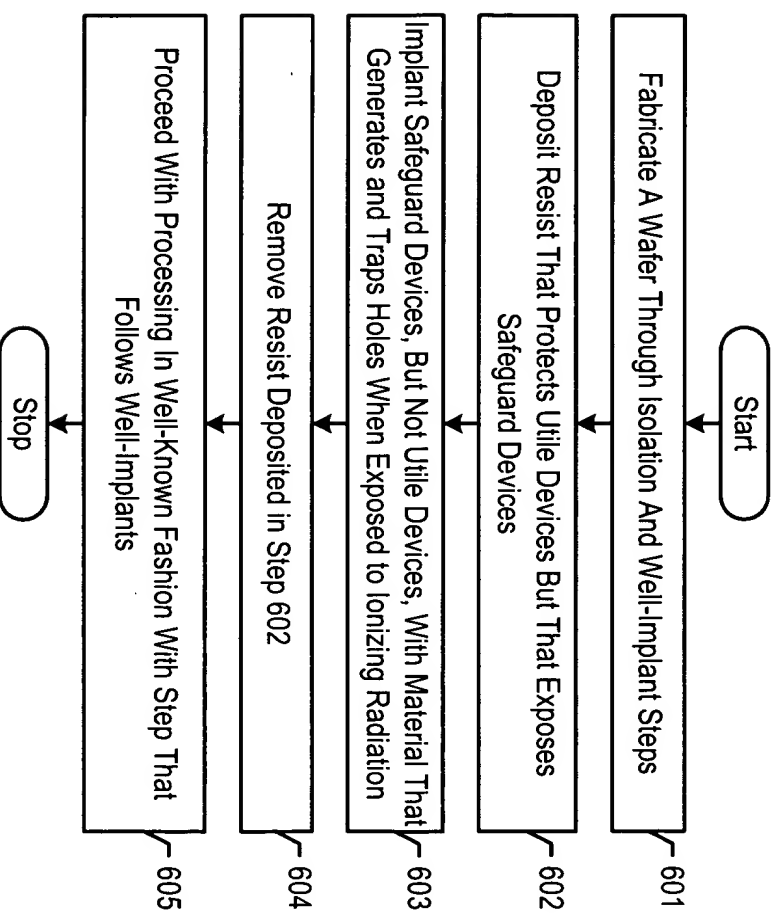 Start
Fabricate A Wafer Through Isolation And Well-Implant Steps
601
Deposit Resist That Protects Utile Devices But That Exposes
Safeguard Devices
602
Implant Safeguard Devices, But Not Utile Devices, With Material That
Generates and Traps Holes When Exposed to Ionizing Radiation
603
Remove Resist Deposited in Step 602
604
Proceed With Processing In Well-Known Fashion With Step That
Follows Well-Implants
605
Stop